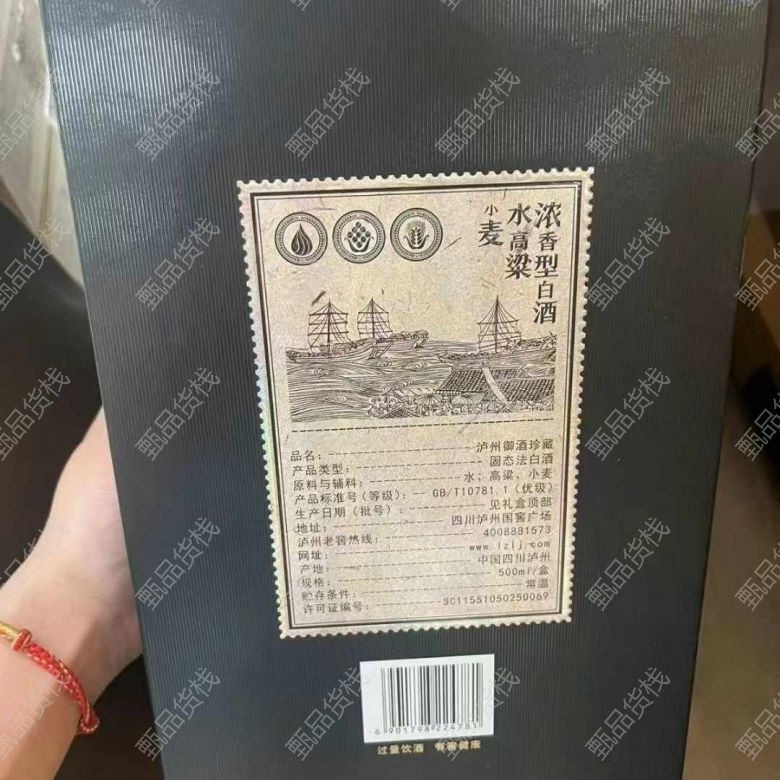 浓香型白酒
水高粱
小麦
品名: 泸州御酒珍藏
产品类型: 固态法白酒
原料与辅料: 水、高粱、小麦
产品标准号(等级): GB/T10781.1(优级)
生产日期(批号): 见礼盒顶部
地址: 四川泸州国窖广场
泸州老窖热线: 4008831573
网址: www.lzlj.com
产地: 中国四川泸州
规格: 500ml/盒
贮存条件: 常温
许可证编号: SC11551050250069
6901798224781
过量饮酒 有害健康
甄品货栈